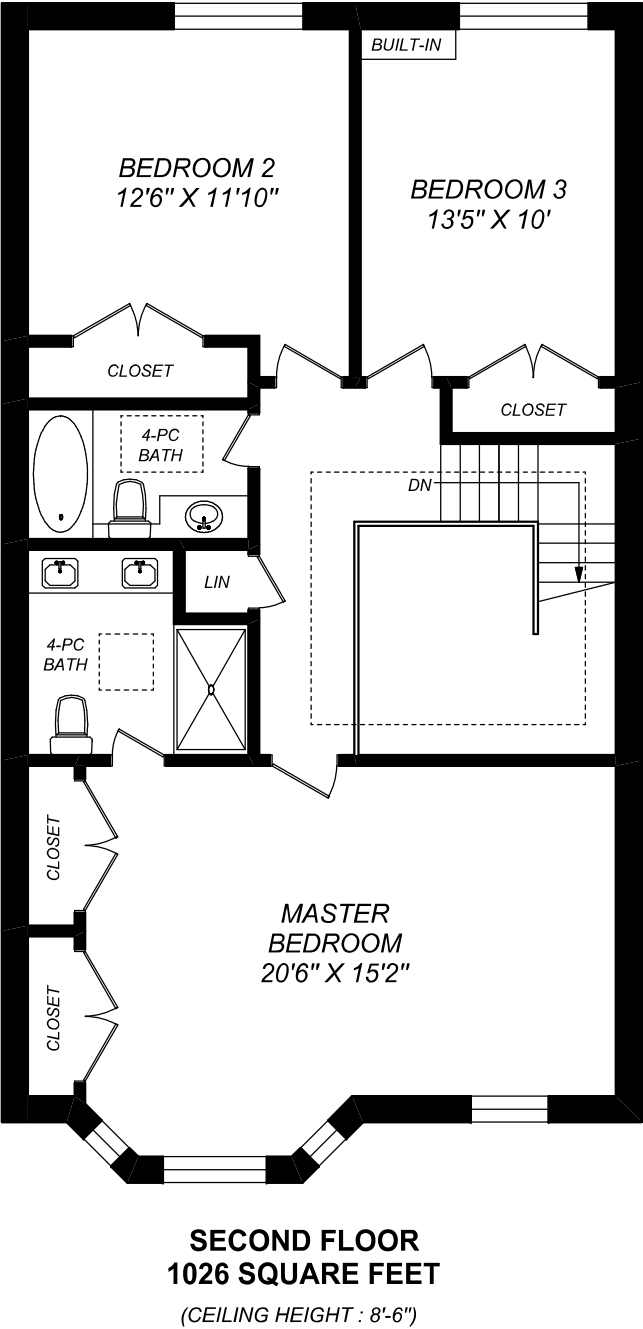 BUILT-IN
BEDROOM 2
12'6" X 11'10"
BEDROOM 3
13'5" X 10'
CLOSET
CLOSET
4-PC
BATH
DN
LIN
4-PC
BATH
CLOSET
MASTER
BEDROOM
20'6" X 15'2"
CLOSET
SECOND FLOOR
1026 SQUARE FEET
(CEILING HEIGHT : 8'-6")